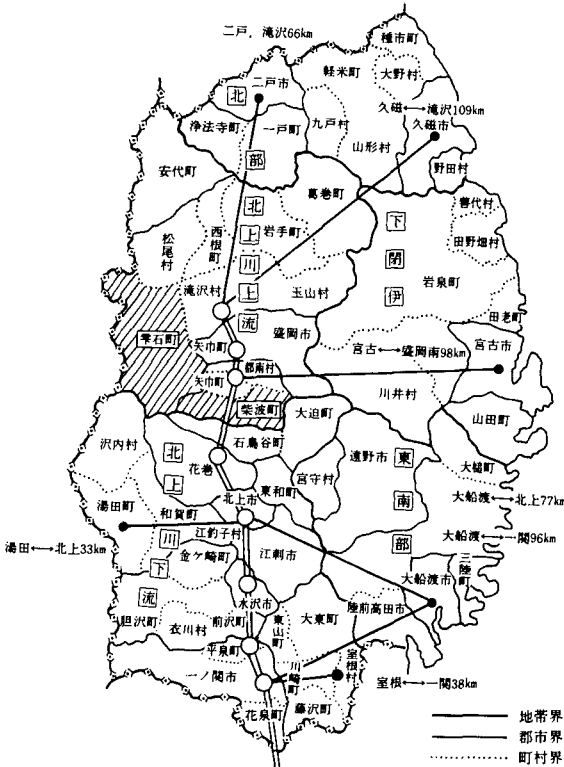 二戸．滝沢66km
種市町
軽米町
大野村
二戸市
北部
久磁⟷滝沢109km
久磁市
浄法寺町
一戸町
九戸村
山形村
野田村
安代町
葛巻町
普代村
北上川上流
下閉伊
田野畑村
松尾村
西根町
岩手町
岩泉町
滝沢村
玉山村
田老町
雫石町
盛岡市
矢巾町
宮古⟷盛岡南98km
宮古市
都南村
矢巾町
川井村
紫波町
大迫町
山田町
石鳥谷町
沢内村
北上川下流
花巻
遠野市
東南部
大槌町
宮守村
東和町
大船渡⟷北上77km
湯田町
和賀町
北上市
江釣子村
大船渡⟷一関96km
湯田⟷北上33km
金ケ崎町
江刺市
三陸町
大船渡市
水沢市
胆沢町
衣川村
前沢町
東山町
大東町
陸前高田市
平泉町
室根村
一ノ関市
川崎町
室根⟷一関38km
花泉町
藤沢町
地帯界
郡市界
町村界